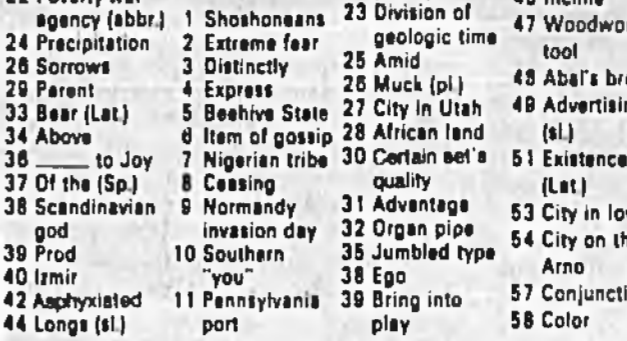 agency (abbr.)
24 Precipitation
26 Sorrows
29 Parent
33 Bear (Lat.)
34 Above
36 ____ to Joy
37 Of the (Sp.)
38 Scandinavian
god
39 Prod
40 Izmir
42 Asphyxiated
44 Longs (sl.)
1 Shoshoneans
2 Extreme fear
3 Distinctly
4 Express
5 Beehive State
6 Item of gossip
7 Nigerian tribe
8 Ceasing
9 Normandy
invasion day
10 Southern
"you"
11 Pennsylvania
port
23 Division of
geologic time
25 Amid
26 Muck (pl.)
27 City in Utah
28 African land
30 Certain set's
quality
31 Advantage
32 Organ pipe
35 Jumbled type
38 Ego
39 Bring into
play
47 Woodwor
tool
48 Abel's bro
49 Advertisin
(sl.)
51 Existence
(Lat.)
53 City in Iow
54 City on th
Arno
57 Conjuncti
58 Color